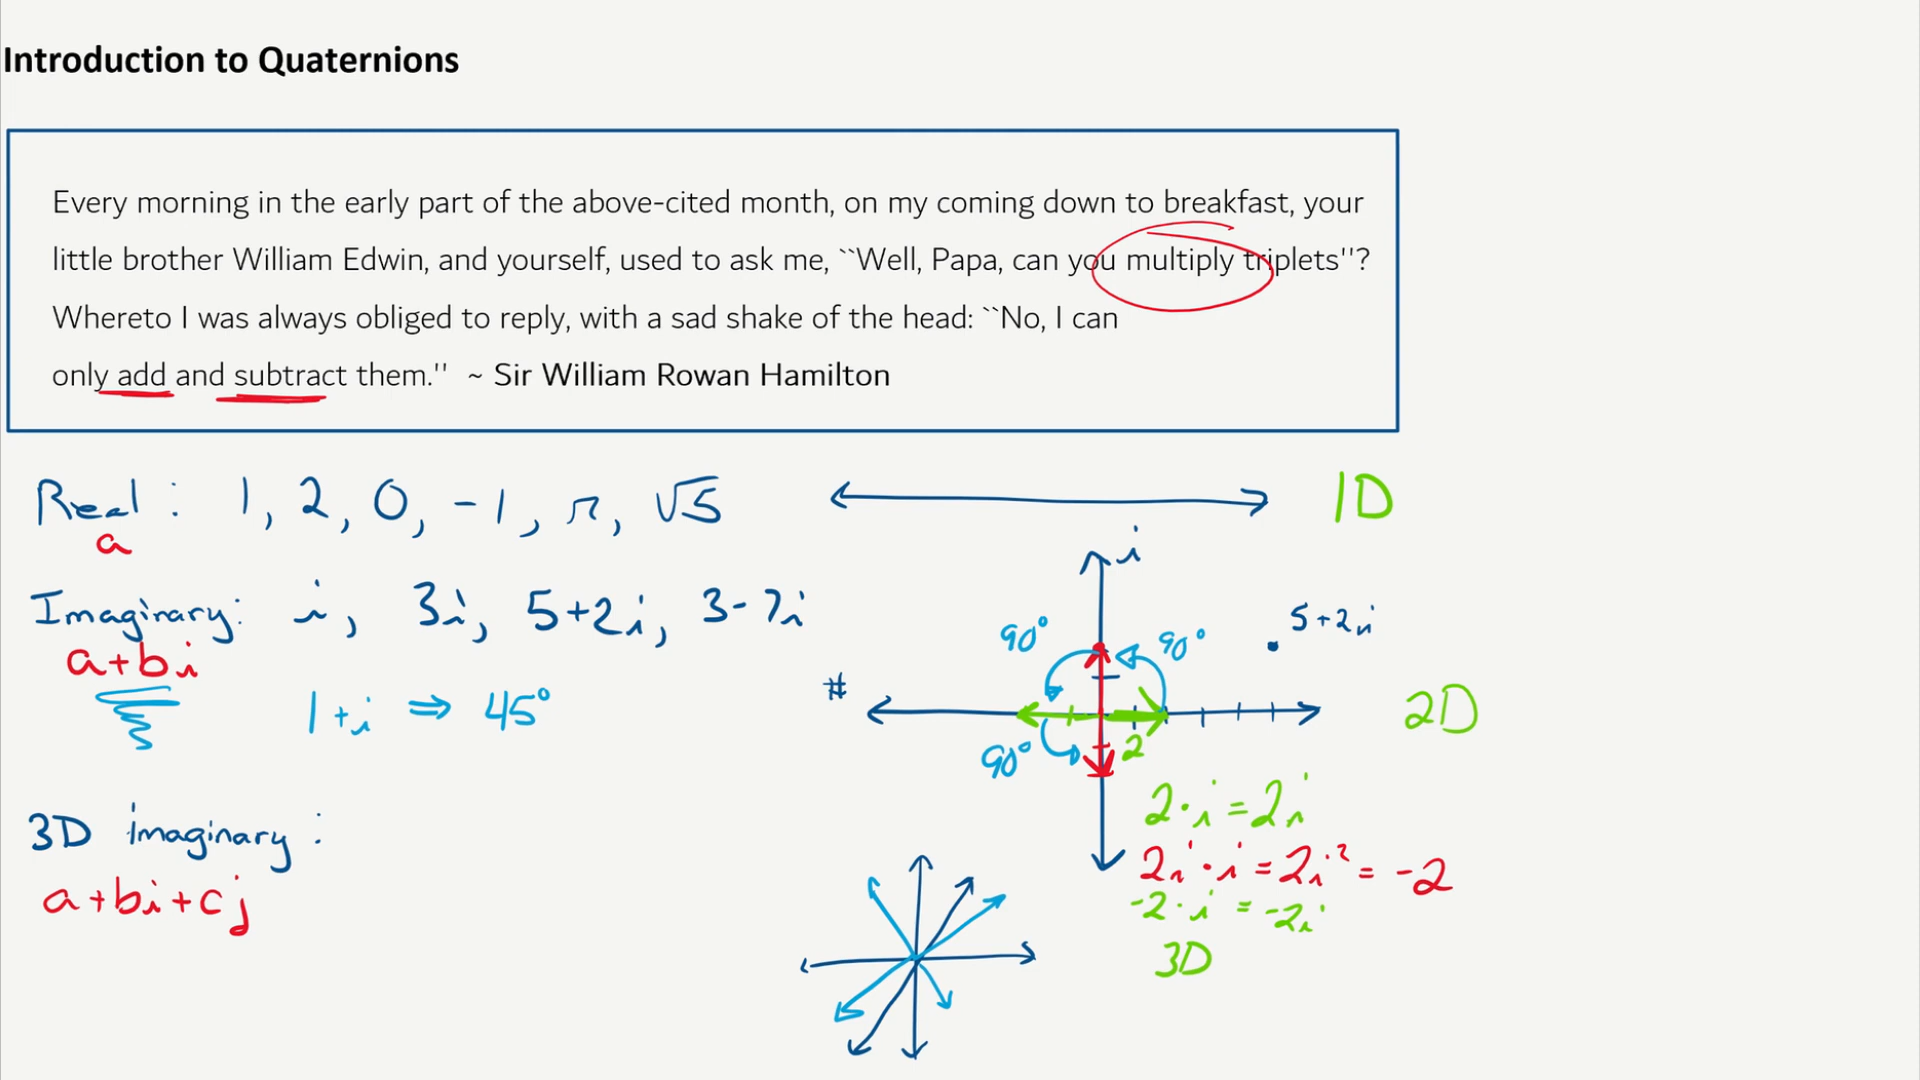 Introduction to Quaternions
Every morning in the early part of the above-cited month, on my coming down to breakfast, your
little brother William Edwin, and yourself, used to ask me, ``Well, Papa, can you multiply triplets''?
Whereto I was always obliged to reply, with a sad shake of the head: ``No, I can
only add and subtract them.'' ~ Sir William Rowan Hamilton
Real : 1, 2, 0, -1, π, √5
1D
a
i
Imaginary: i, 3i, 5+2i, 3-7i
5+2i
90°
90°
a+bi
#
1+i ⇒ 45°
2D
90°
2
2·i=2i
3D imaginary:
2i·i=2i²= -2
a+bi+cj
-2·i = -2i
3D